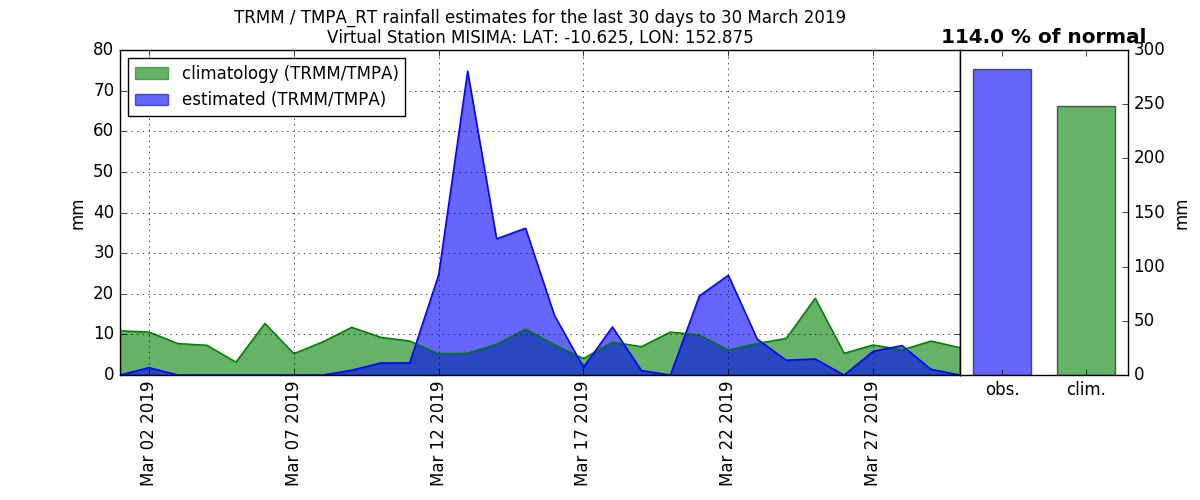 TRMM / TMPA_RT rainfall estimates for the last 30 days to 30 March 2019
Virtual Station MISIMA: LAT: -10.625, LON: 152.875
114.0 % of normal
climatology (TRMM/TMPA)
estimated (TRMM/TMPA)
mm
80
70
60
50
40
30
20
10
0
Mar 02 2019
Mar 07 2019
Mar 12 2019
Mar 17 2019
Mar 22 2019
Mar 27 2019
obs.
clim.
300
250
200
150
100
50
0
mm